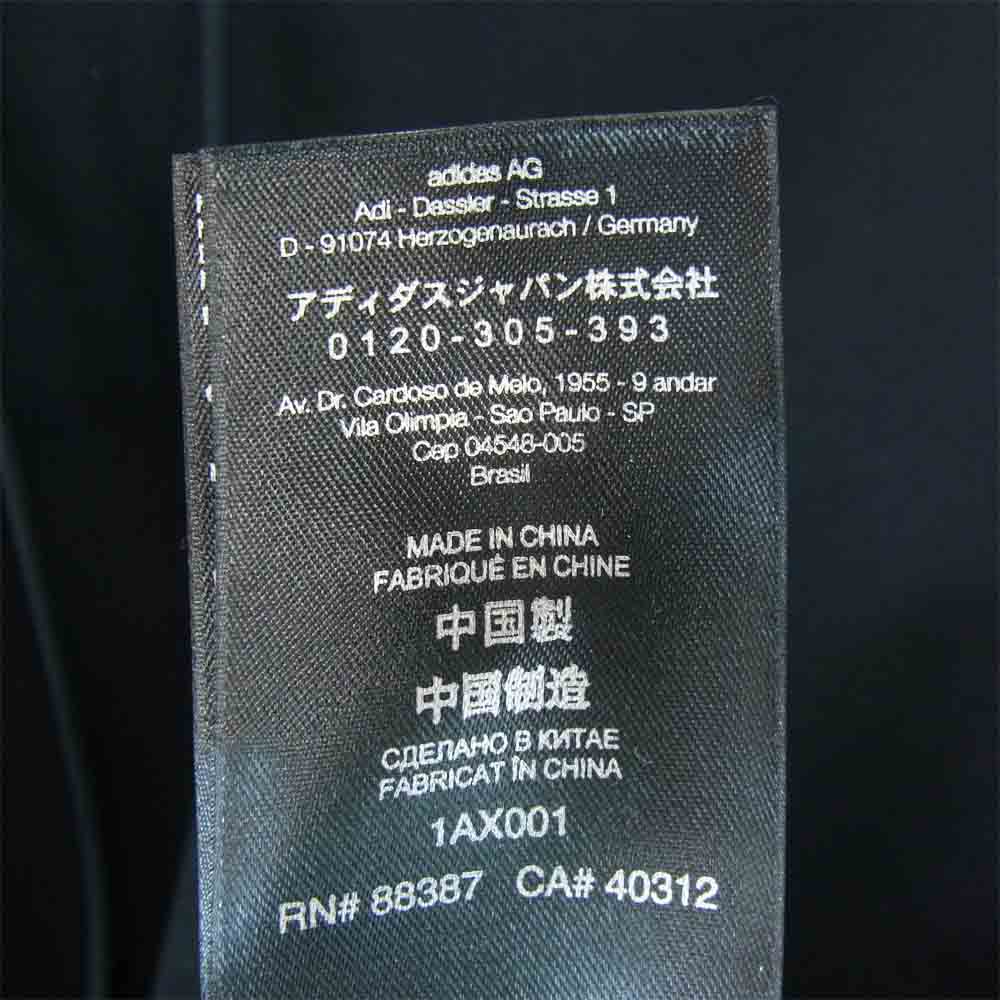 adidas AG
Adi - Dassler - Strasse 1
D - 91074 Herzogenaurach / Germany
アディダスジャパン株式会社
0120-305-393
Av. Dr. Cardoso de Melo, 1955 - 9 andar
Vila Olimpia - Sao Paulo - SP
Cep 04548-005
Brasil
MADE IN CHINA
FABRIQUÉ EN CHINE
中国製
中国制造
СДЕЛАНО В КИТАЕ
FABRICAT ÎN CHINA
1AX001
RN# 88387 CA# 40312